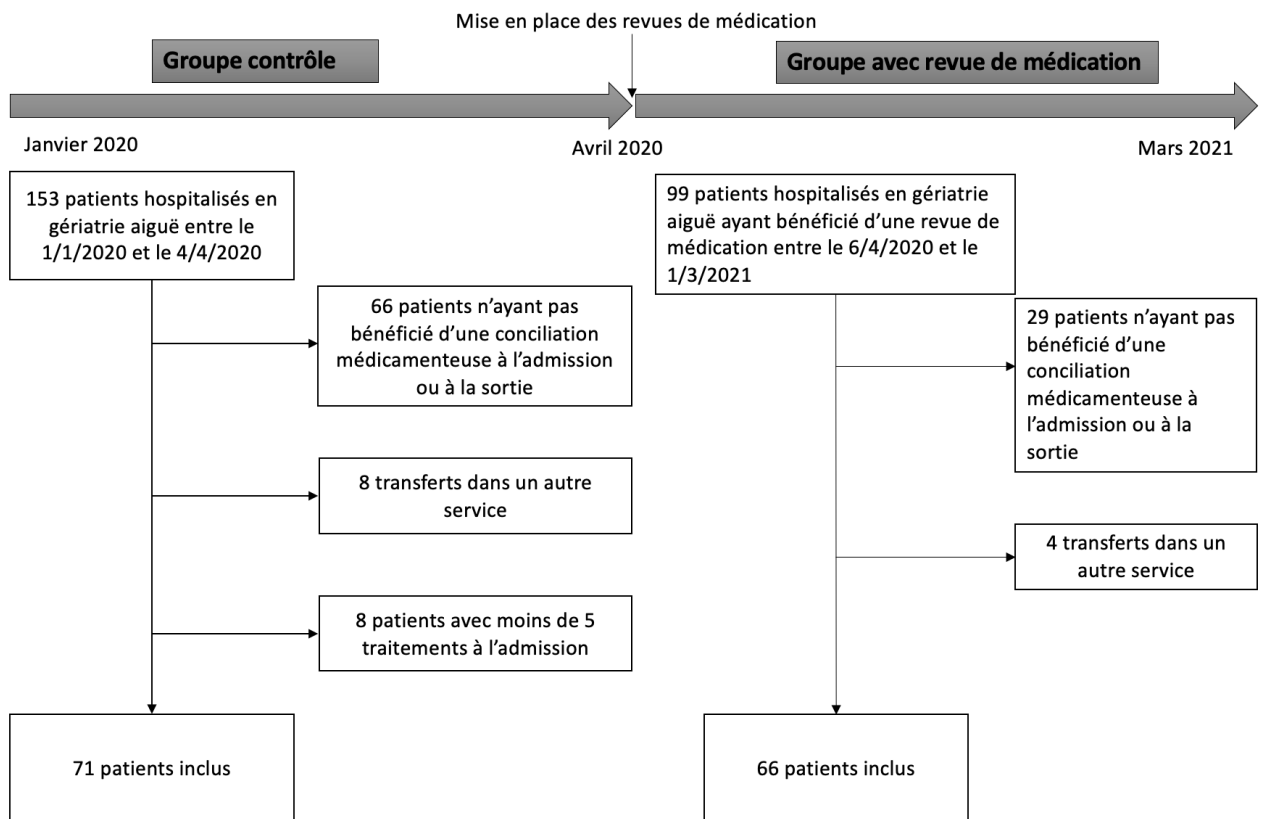 Mise en place des revues de médication
Groupe contrôle
Groupe avec revue de médication
Janvier 2020
Avril 2020
Mars 2021
153 patients hospitalisés en
gériatrie aiguë entre le
1/1/2020 et le 4/4/2020
66 patients n’ayant pas
bénéficié d’une conciliation
médicamenteuse à l’admission
ou à la sortie
8 transferts dans un autre
service
8 patients avec moins de 5
traitements à l’admission
71 patients inclus
99 patients hospitalisés en gériatrie
aiguë ayant bénéficié d’une revue de
médication entre le 6/4/2020 et le
1/3/2021
29 patients n’ayant pas
bénéficié d’une
conciliation
médicamenteuse à
l’admission ou à la
sortie
4 transferts dans un
autre service
66 patients inclus